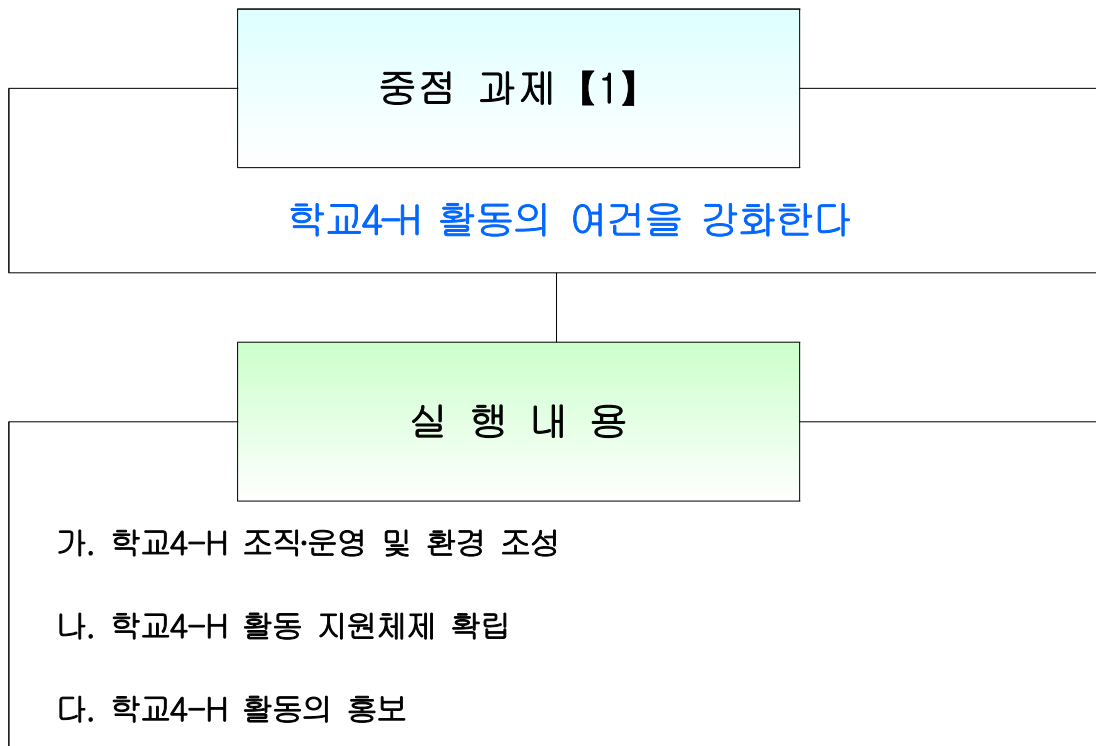 중점 과제【1】
학교4-H 활동의 여건을 강화한다
실 행 내 용
가. 학교4-H 조직·운영 및 환경 조성
나. 학교4-H 활동 지원체제 확립
다. 학교4-H 활동의 홍보